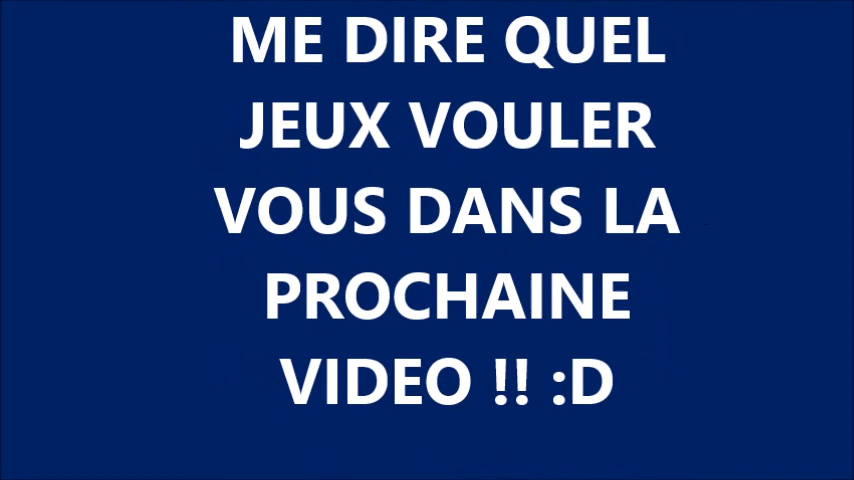 ME DIRE QUEL
JEUX VOULER
VOUS DANS LA
PROCHAINE
VIDEO !! :D